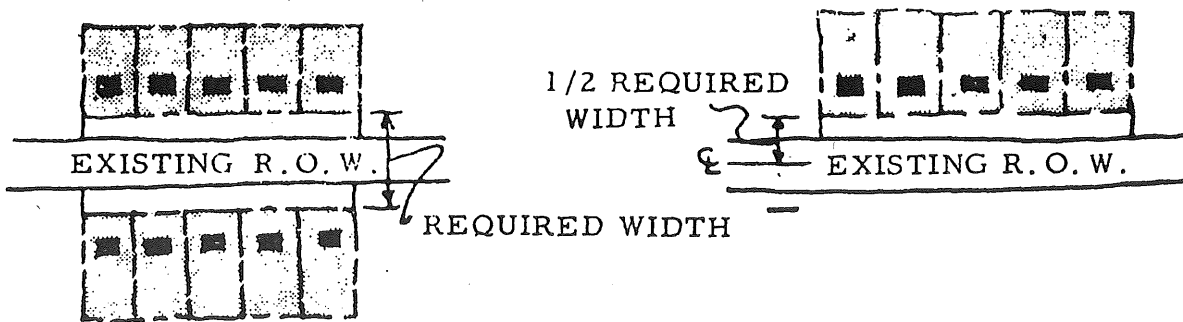 EXISTING R.O.W.
REQUIRED WIDTH
1/2 REQUIRED
WIDTH
℄ EXISTING R.O.W.